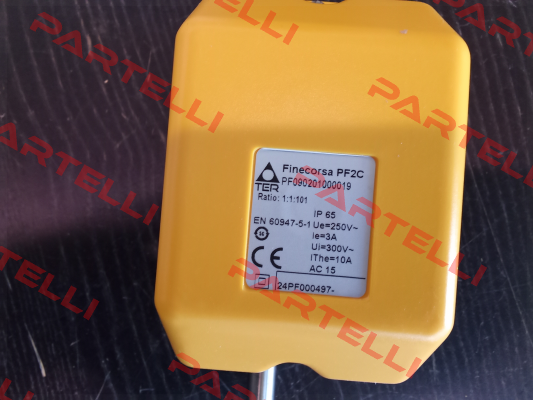 PARTELLI
PARTELLI
PARTELLI
Finecorsa PF2C
PF090201000019
TER
Ratio: 1:1:101
IP 65
EN 60947-5-1 Ue=250V~
Ie=3A
Ui=300V~
IThe=10A
AC 15
CE
24PF000497-
PARTELLI
PARTELLI
PARTELLI